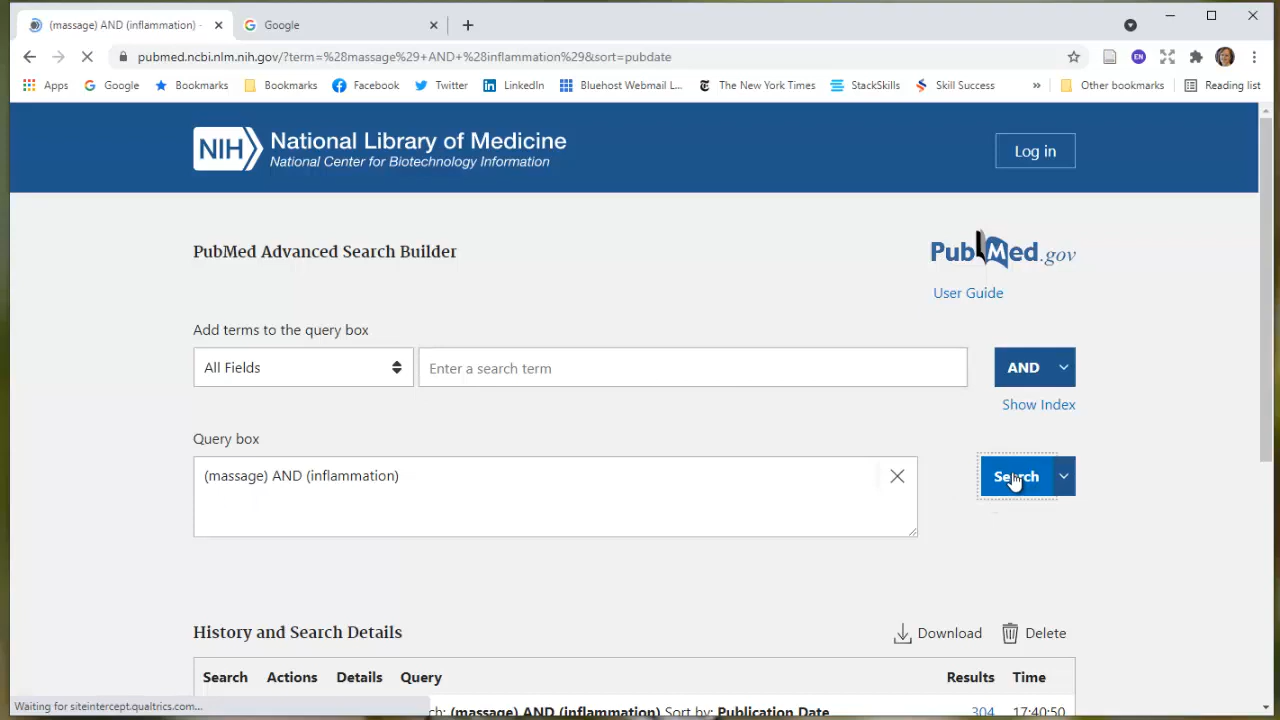 (massage) AND (inflammation) -
Google
pubmed.ncbi.nlm.nih.gov/?term=%28massage%29+AND+%28inflammation%29&sort=pubdate
EN
Apps
Google
Bookmarks
Bookmarks
Facebook
Twitter
LinkedIn
Bluehost Webmail L...
The New York Times
StackSkills
Skill Success
»
Other bookmarks
Reading list
NIH
National Library of Medicine
National Center for Biotechnology Information
Log in
PubMed Advanced Search Builder
PubMed.gov
User Guide
Add terms to the query box
All Fields
Enter a search term
AND
Show Index
Query box
(massage) AND (inflammation)
Search
History and Search Details
Download
Delete
Search
Actions
Details
Query
Results
Time
ch: (massage) AND (inflammation) Sort by: Publication Date
304
17:40:50
Waiting for siteintercept.qualtrics.com...